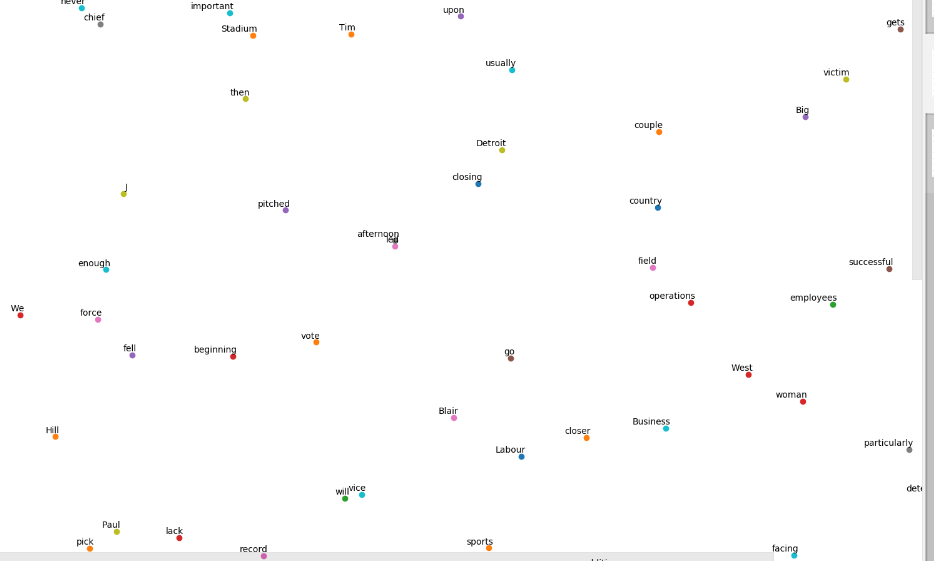 never
important
upon
chief
gets
Stadium
Tim
usually
victim
then
Big
couple
Detroit
closing
J
country
pitched
afternoon
enough
field
successful
operations
employees
We
force
vote
fell
beginning
go
West
woman
Blair
Business
Hill
closer
particularly
Labour
will
vice
Paul
lack
pick
sports
record
facing